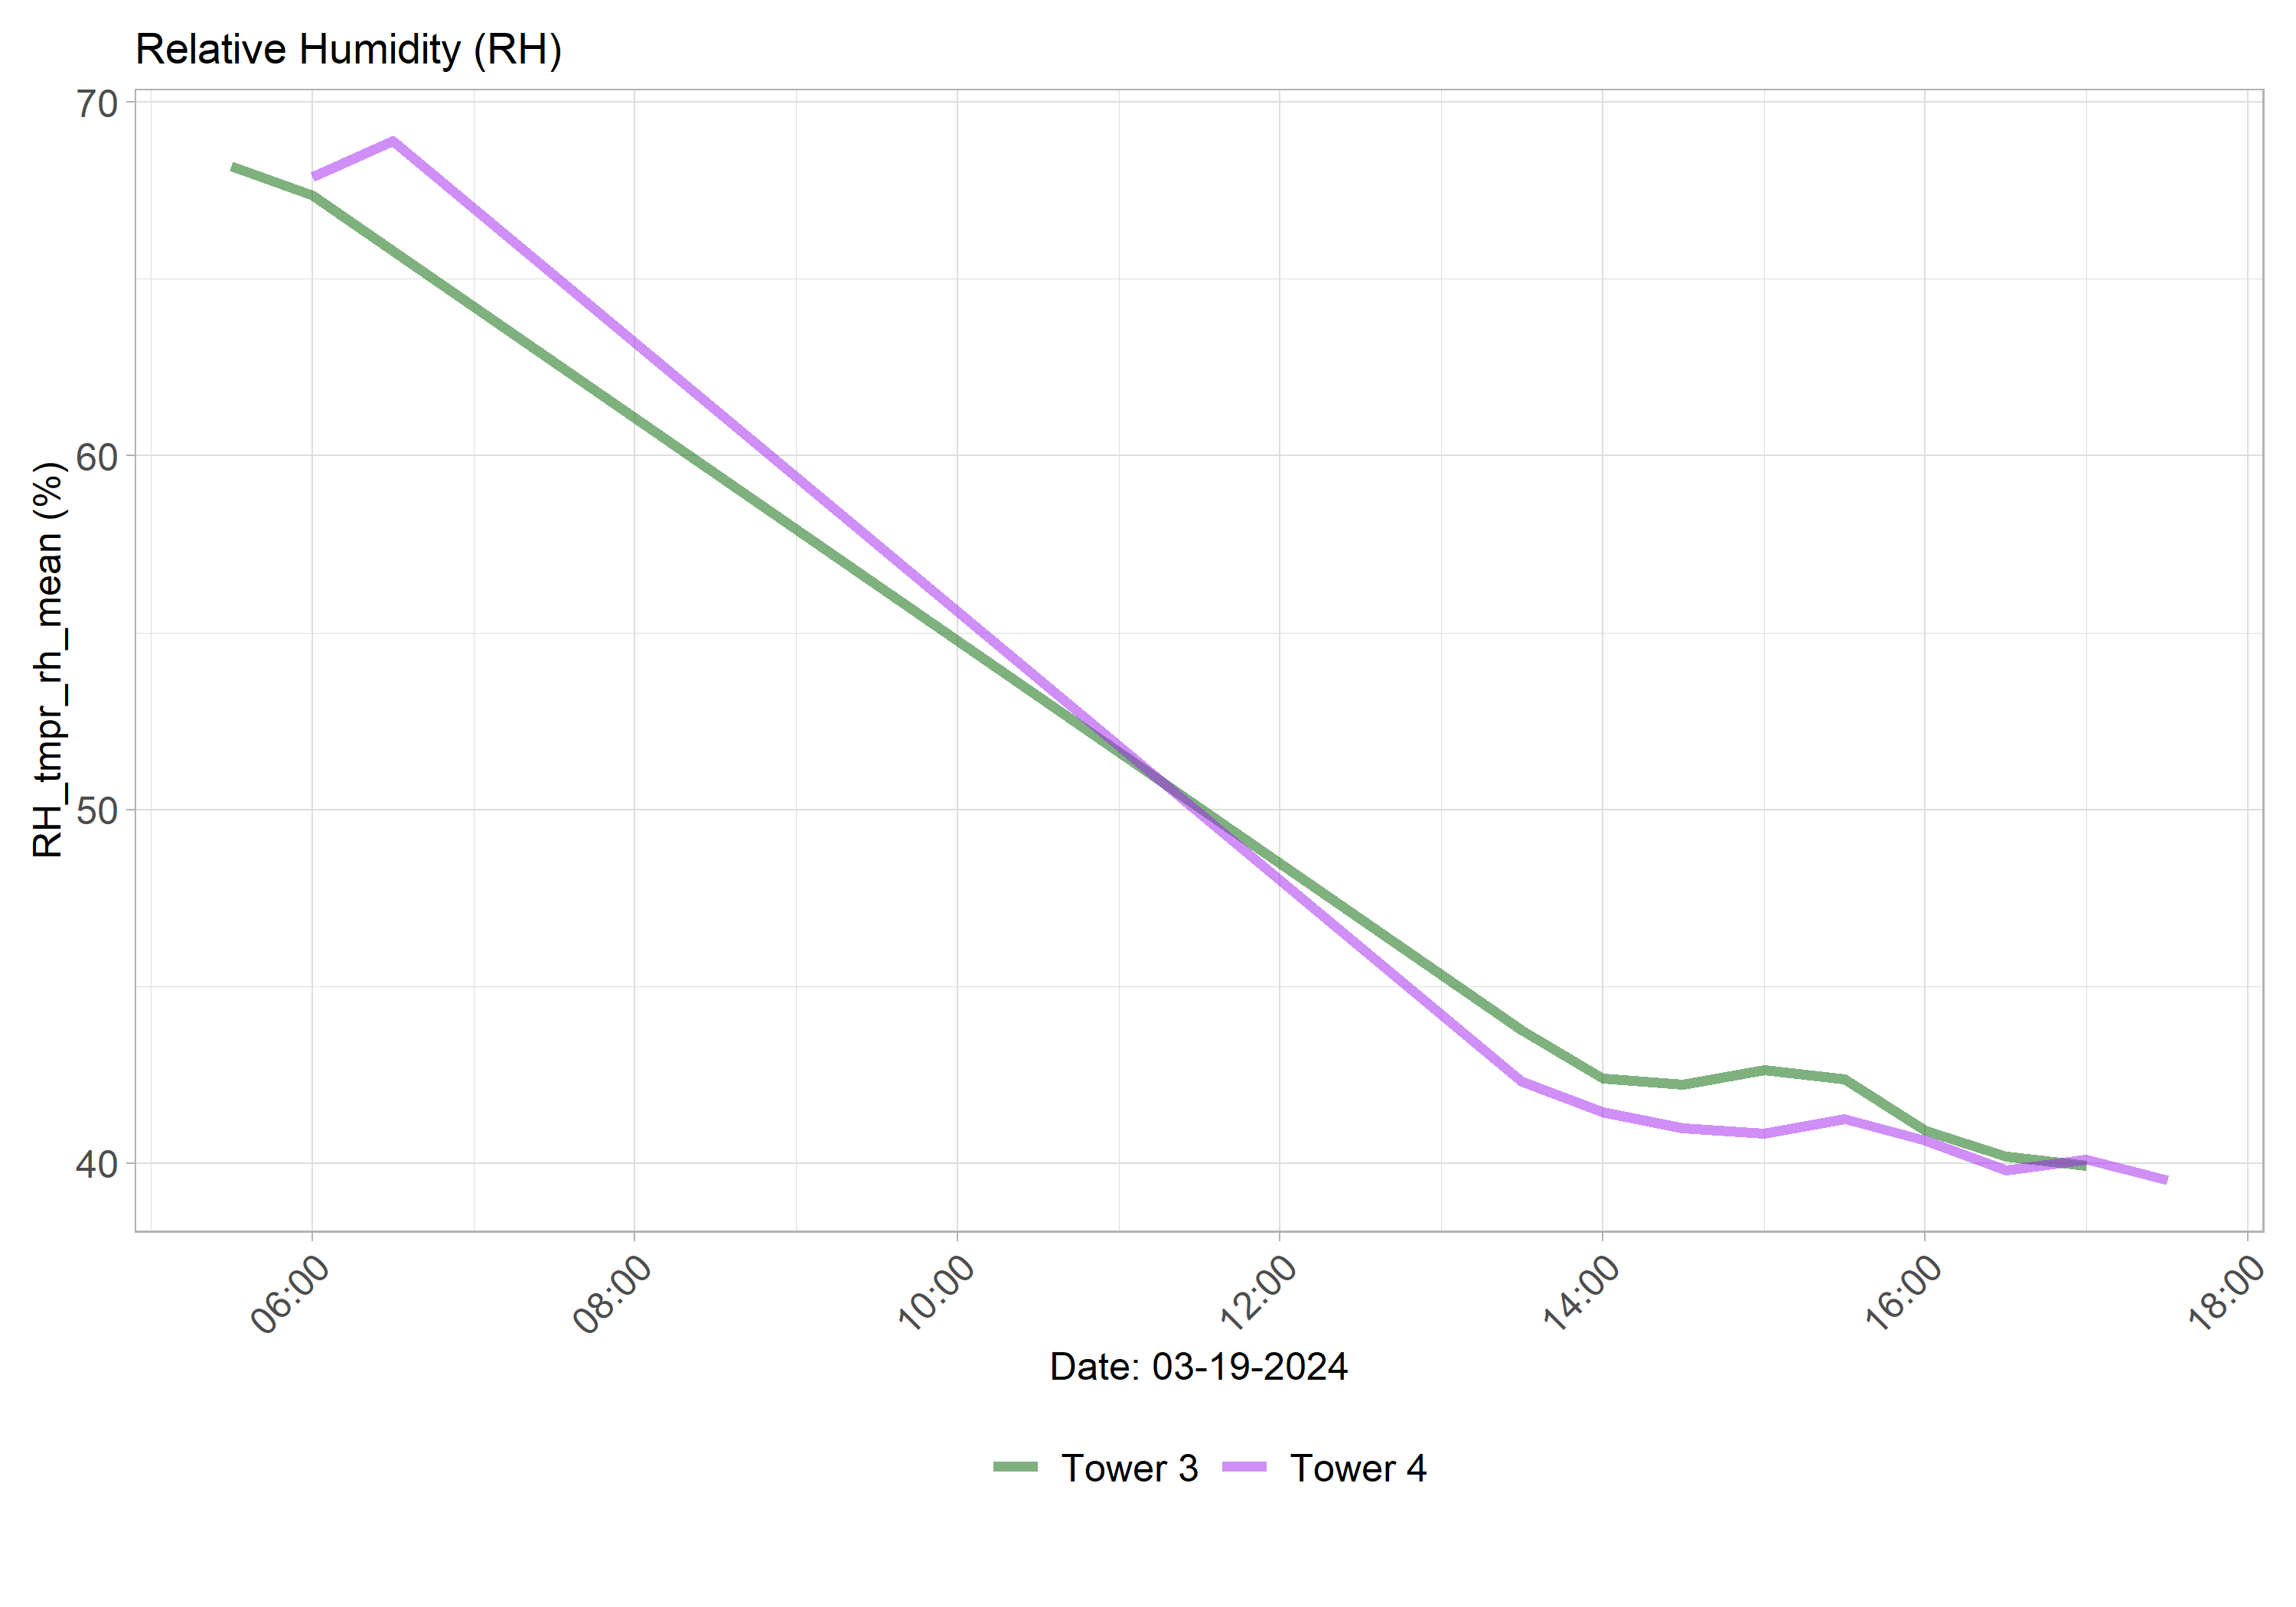 Relative Humidity (RH)
RH_tmpr_rh_mean (%)
70
60
50
40
06:00
08:00
10:00
12:00
14:00
16:00
18:00
Date: 03-19-2024
Tower 3
Tower 4